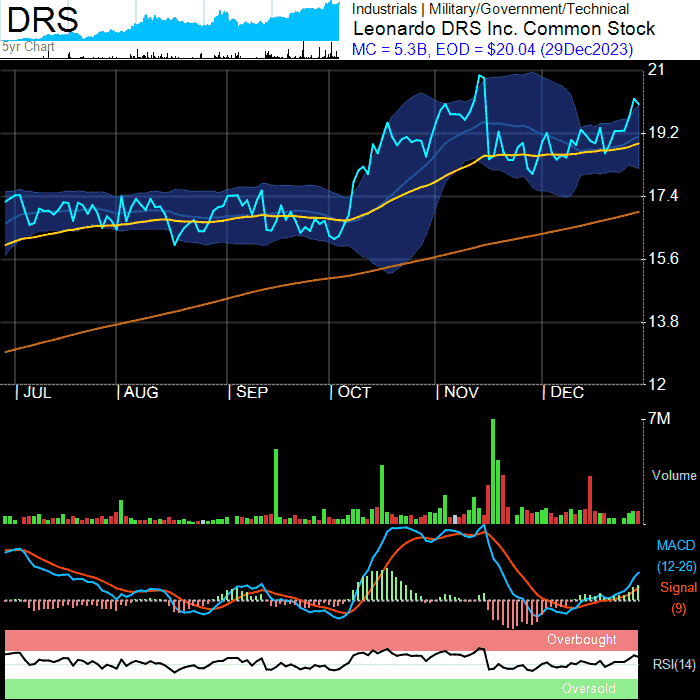 DRS
Industrials | Military/Government/Technical
Leonardo DRS Inc. Common Stock
5yr Chart
MC = 5.3B, EOD = $20.04 (29Dec2023)
21
19.2
17.4
15.6
13.8
12
| JUL | AUG | SEP | OCT | NOV | DEC
7M
Volume
MACD
(12-26)
Signal
(9)
Overbought
RSI(14)
Oversold